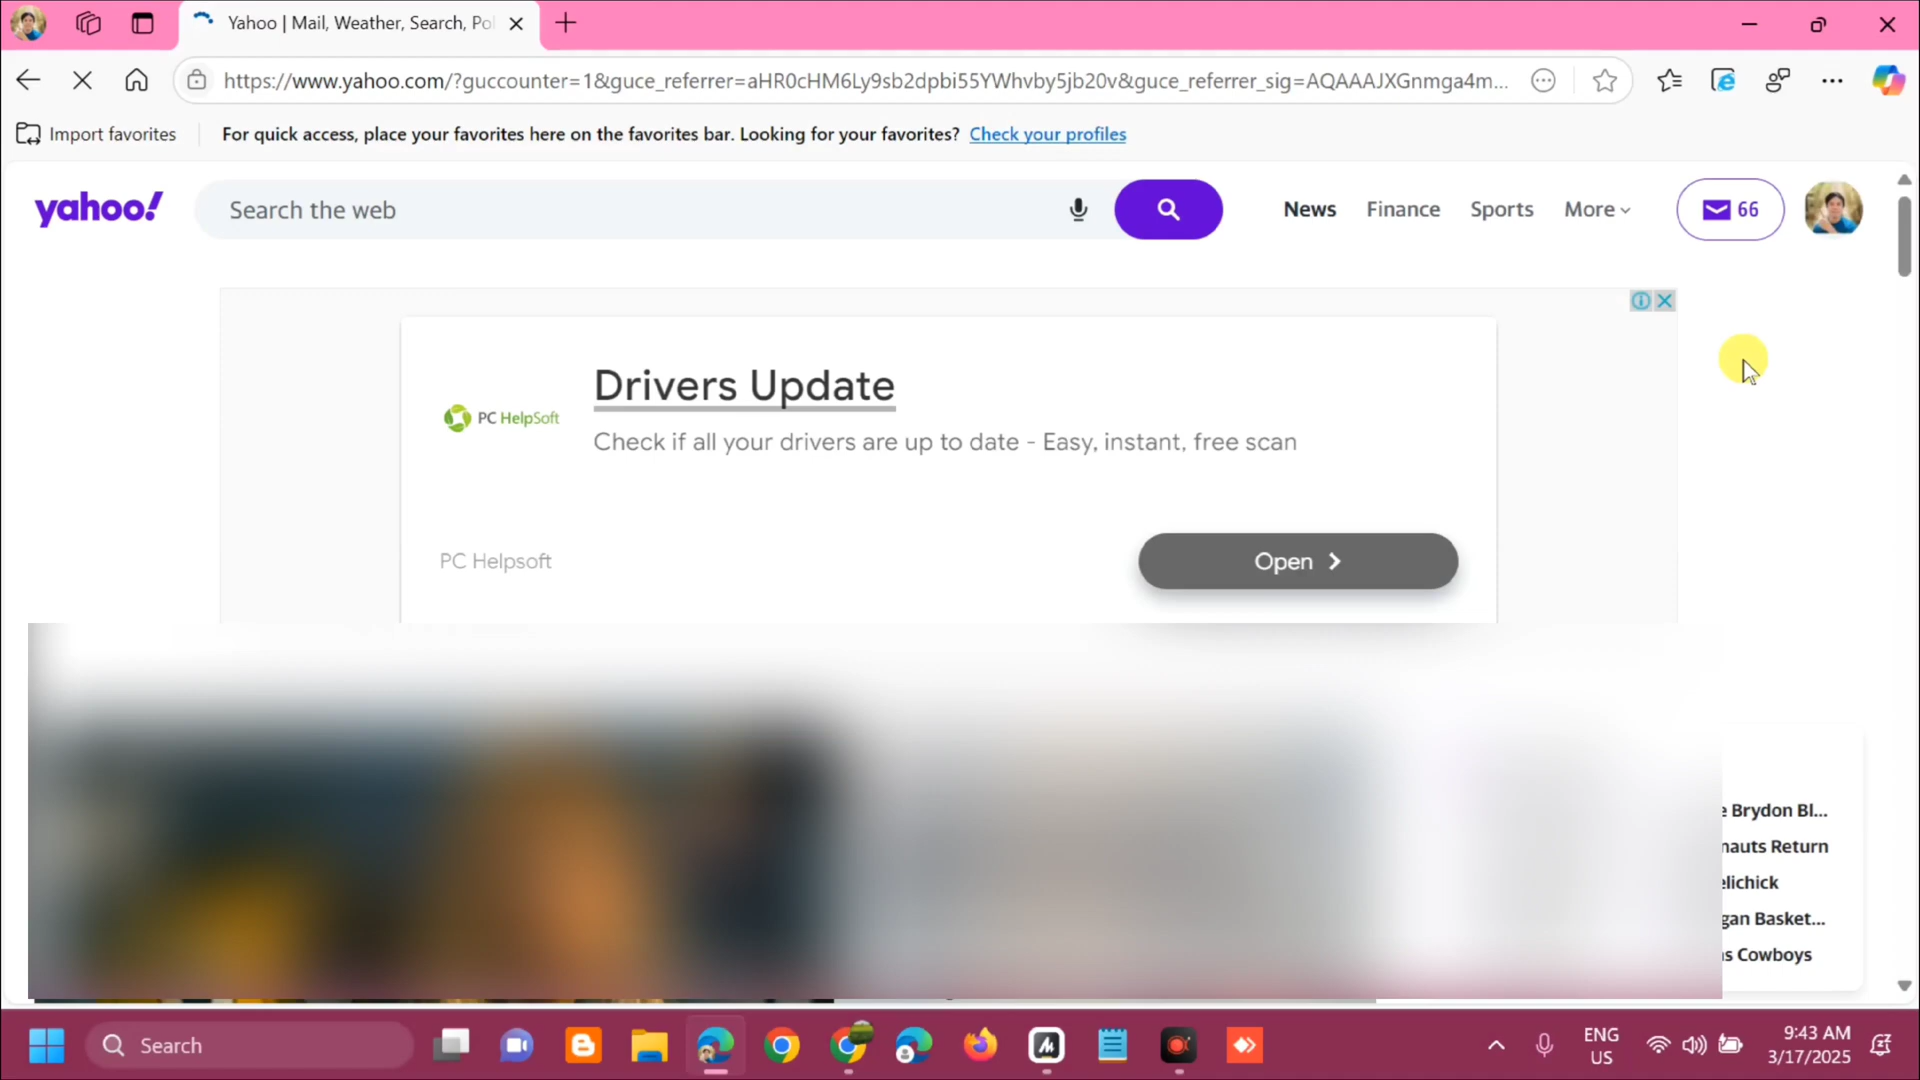 Yahoo | Mail, Weather, Search, Pol
https://www.yahoo.com/?guccounter=1&guce_referrer=aHR0cHM6Ly9sb2dpbi55YWhvby5jb20v&guce_referrer_sig=AQAAAJXGnmga4m...
Import favorites
For quick access, place your favorites here on the favorites bar. Looking for your favorites? Check your profiles
yahoo!
Search the web
News Finance Sports More
66
Drivers Update
PC HelpSoft
Check if all your drivers are up to date - Easy, instant, free scan
PC Helpsoft
Open
Brydon Bl...
nauts Return
elichick
gan Basket...
s Cowboys
Search
ENG
US
9:43 AM
3/17/2025